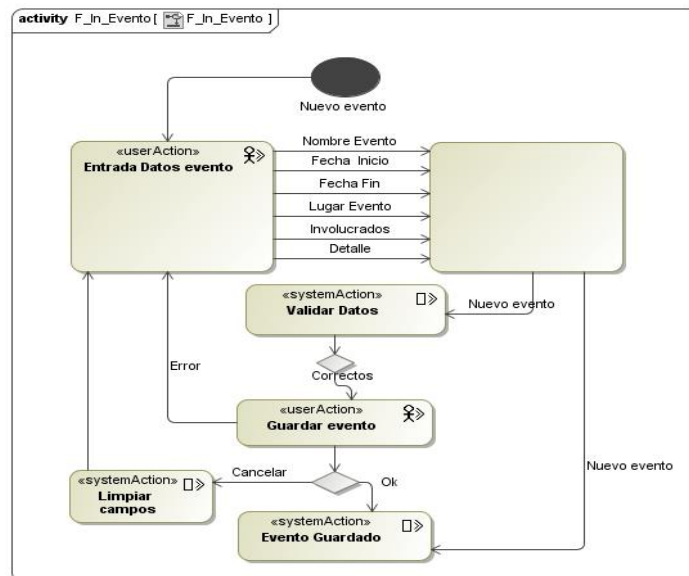 activity F_In_Evento [ F_In_Evento ]
Nuevo evento
«userAction»
Entrada Datos evento
Nombre Evento
Fecha Inicio
Fecha Fin
Lugar Evento
Involucrados
Detalle
«systemAction»
Validar Datos
Nuevo evento
Correctos
Error
«userAction»
Guardar evento
Nuevo evento
Cancelar
Ok
«systemAction»
Limpiar
campos
«systemAction»
Evento Guardado